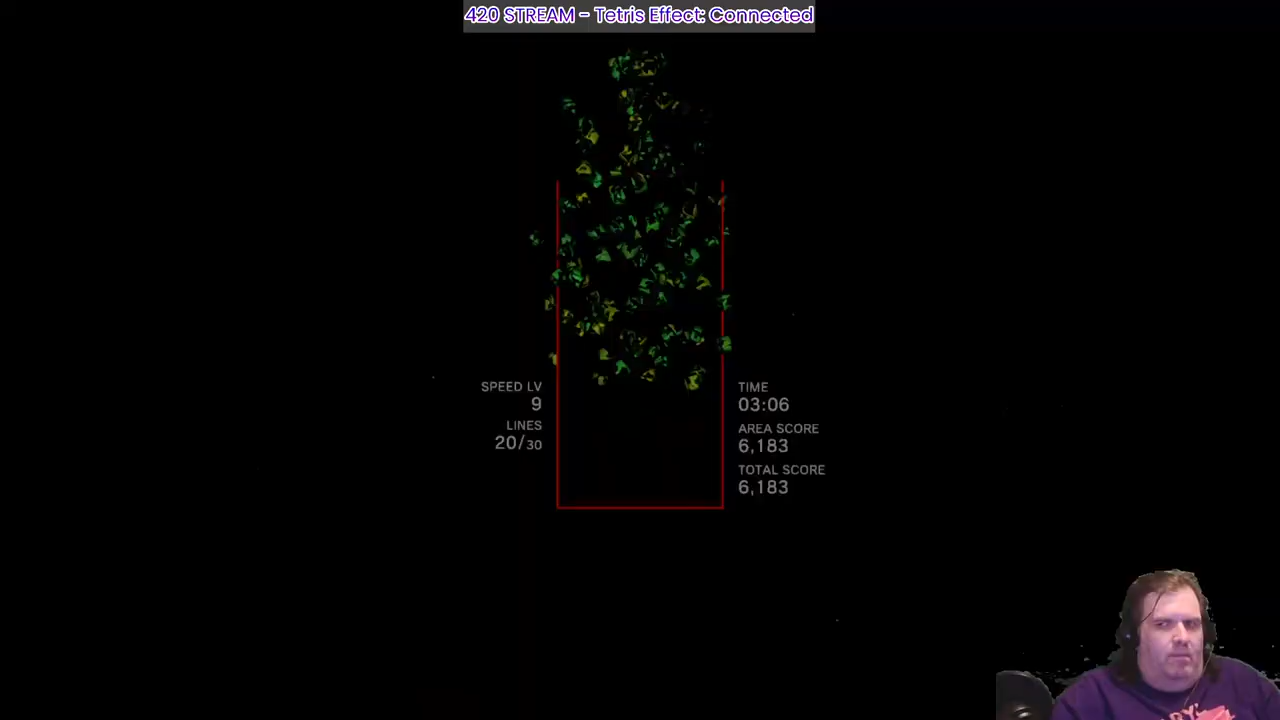 420 STREAM - Tetris Effect: Connected
SPEED LV
9
LINES
20/30
TIME
03:06
AREA SCORE
6,183
TOTAL SCORE
6,183